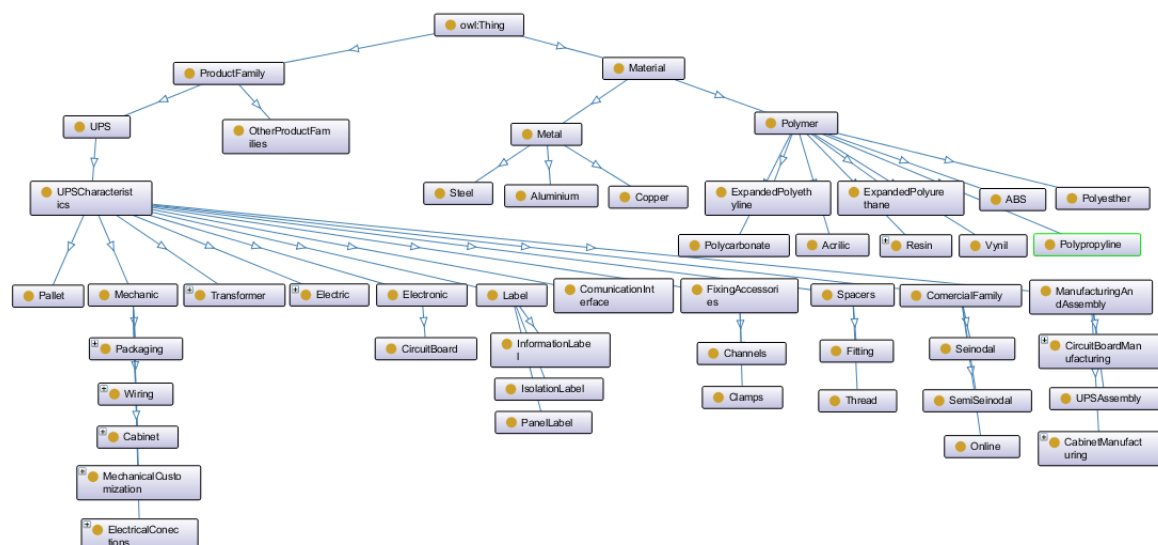 owl:Thing
ProductFamily
Material
UPS
OtherProductFam
ilies
Metal
Polymer
UPSCharacterist
ics
Steel
Aluminium
Copper
ExpandedPolyeth
yline
ExpandedPolyure
thane
ABS
Polyesther
Polycarbonate
Acrilic
Resin
Vynil
Polypropyline
Pallet
Mechanic
Transformer
Electric
Electronic
Label
ComunicationInt
erface
FixingAccessori
es
Spacers
ComercialFamily
ManufacturingAn
dAssembly
Packaging
CircuitBoard
InformationLabe
l
Channels
Fitting
Seinodal
CircuitBoardMan
ufacturing
Wiring
IsolationLabel
Clamps
Thread
SemiSeinodal
UPSAssembly
PanelLabel
Cabinet
Online
CabinetManufact
uring
MechanicalCusto
mization
ElectricalConec
tions